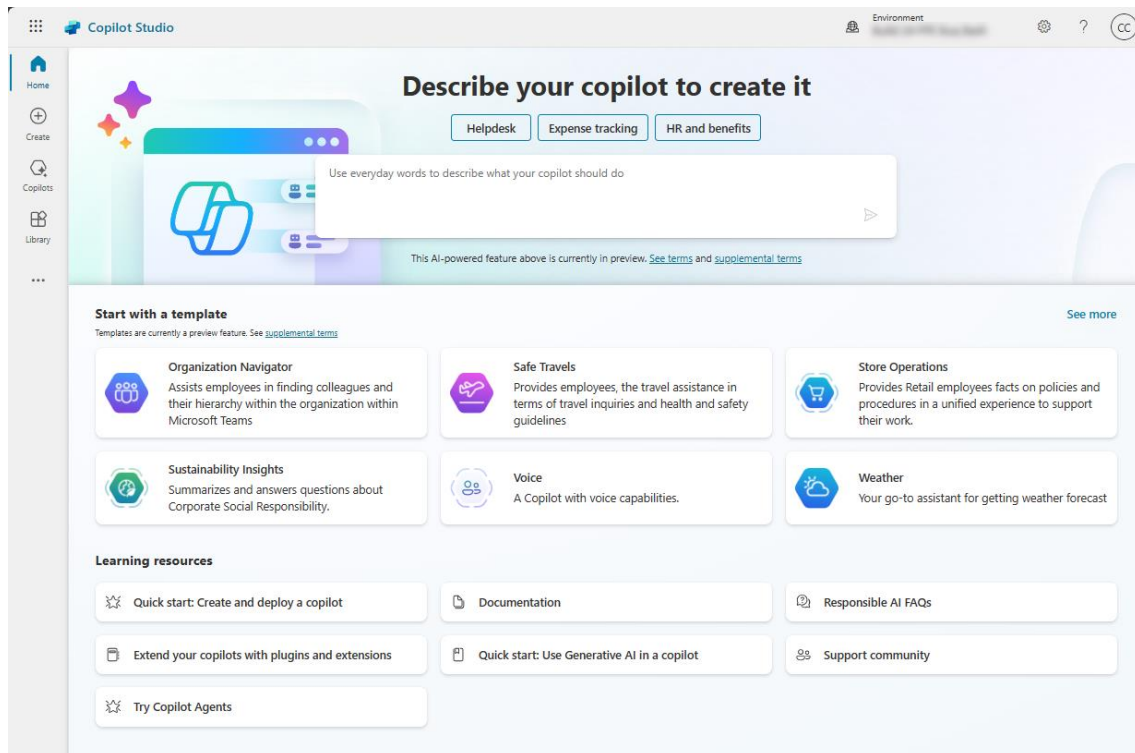 Copilot Studio
Environment
?
CC
Home
Create
Copilots
Library
Describe your copilot to create it
Helpdesk
Expense tracking
HR and benefits
Use everyday words to describe what your copilot should do
This AI-powered feature above is currently in preview. See terms and supplemental terms
Start with a template
See more
Templates are currently a preview feature. See supplemental terms
Organization Navigator
Assists employees in finding colleagues and
their hierarchy within the organization within
Microsoft Teams
Safe Travels
Provides employees, the travel assistance in
terms of travel inquiries and health and safety
guidelines
Store Operations
Provides Retail employees facts on policies and
procedures in a unified experience to support
their work.
Sustainability Insights
Summarizes and answers questions about
Corporate Social Responsibility.
Voice
A Copilot with voice capabilities.
Weather
Your go-to assistant for getting weather forecast
Learning resources
Quick start: Create and deploy a copilot
Documentation
Responsible AI FAQs
Extend your copilots with plugins and extensions
Quick start: Use Generative AI in a copilot
Support community
Try Copilot Agents